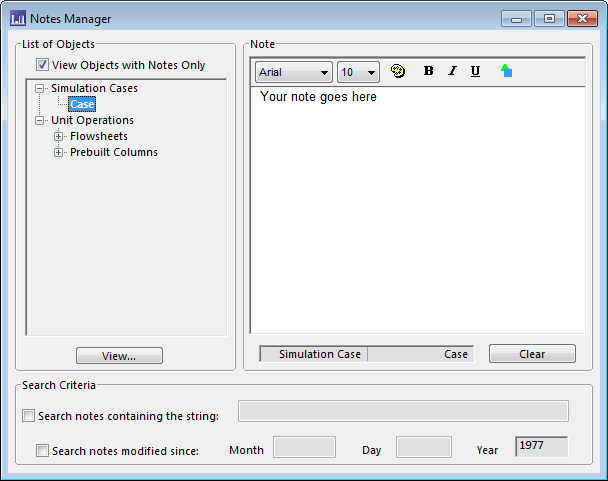 Notes Manager
List of Objects
View Objects with Notes Only
Simulation Cases
Case
Unit Operations
Flowsheets
Prebuilt Columns
View...
Note
Arial 10 B I U
Your note goes here
Simulation Case Case Clear
Search Criteria
Search notes containing the string:
Search notes modified since: Month Day Year 1977